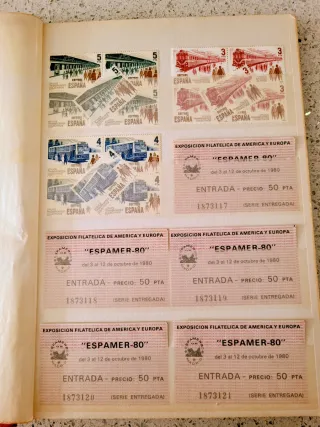 5
5
ESPAÑA
5
ESPAÑA
3
3
ESPAÑA
3
ESPAÑA
4
4
ESPAÑA
4
4
ESPAÑA
EXPOSICION FILATELICA DE AMERICA Y EUROPA
"ESPAMER-80"
del 3 al 12 de octubre de 1980
ENTRADA - PRECIO: 50 PTA
1873117 (SERIE ENTREGADA)
EXPOSICION FILATELICA DE AMERICA Y EUROPA
"ESPAMER-80"
del 3 al 12 de octubre de 1980
ENTRADA - PRECIO: 50 PTA
1873118 (SERIE ENTREGADA)
EXPOSICION FILATELICA DE AMERICA Y EUROPA
"ESPAMER-80"
del 3 al 12 de octubre de 1980
ENTRADA - PRECIO: 50 PTA
1873119 (SERIE ENTREGADA)
EXPOSICION FILATELICA DE AMERICA Y EUROPA
"ESPAMER-80"
del 3 al 12 de octubre de 1980
ENTRADA - PRECIO: 50 PTA
1873120 (SERIE ENTREGADA)
EXPOSICION FILATELICA DE AMERICA Y EUROPA
"ESPAMER-80"
del 3 al 12 de octubre de 1980
ENTRADA - PRECIO: 50 PTA
1873121 (SERIE ENTREGADA)